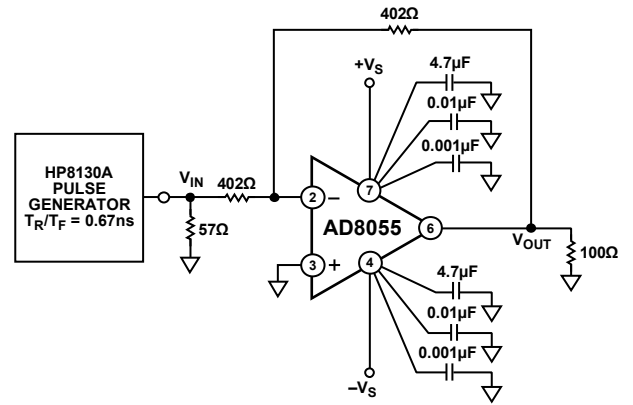 402Ω
+VS
4.7µF
0.01µF
0.001µF
HP8130A
PULSE
GENERATOR
TR/TF = 0.67ns
VIN
402Ω
57Ω
2
–
3
+
7
AD8055
4
6
VOUT
100Ω
4.7µF
0.01µF
0.001µF
–VS